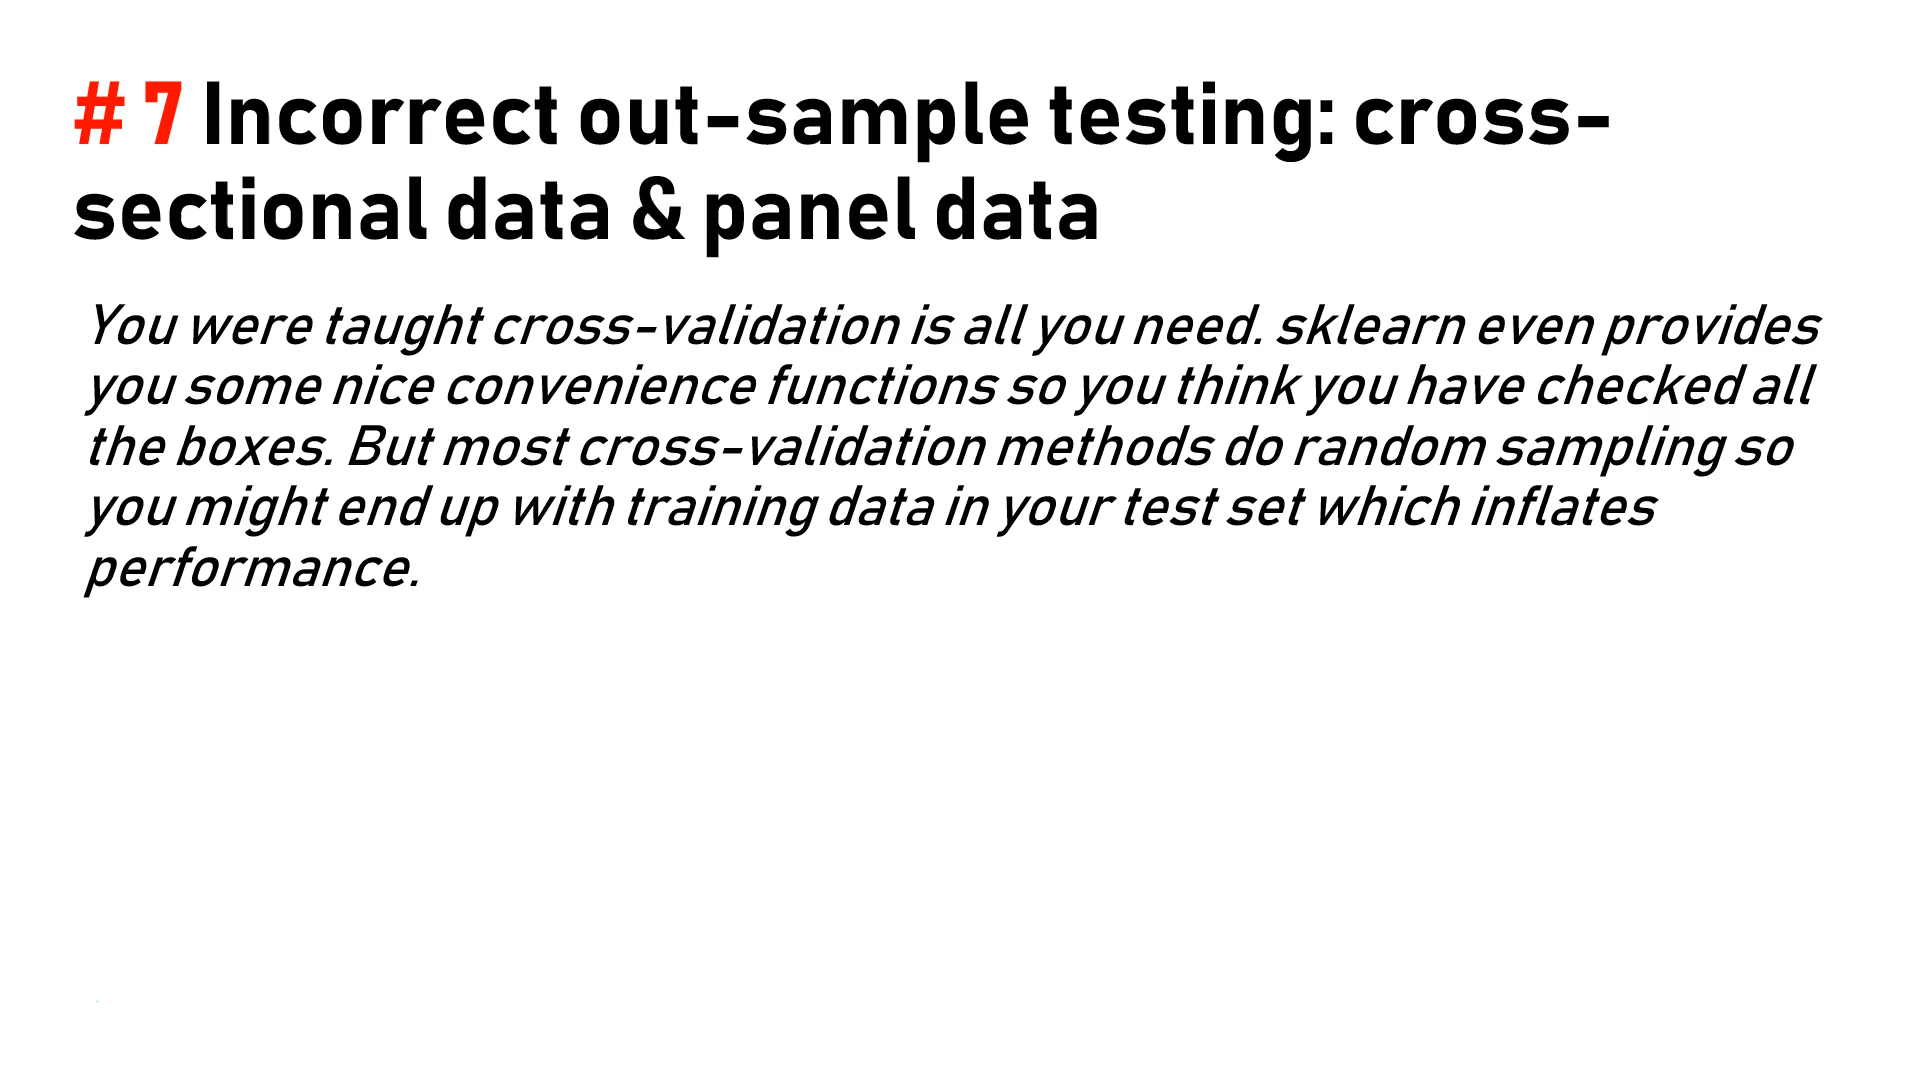 # 7 Incorrect out-sample testing: cross-
sectional data & panel data
You were taught cross-validation is all you need. sklearn even provides
you some nice convenience functions so you think you have checked all
the boxes. But most cross-validation methods do random sampling so
you might end up with training data in your test set which inflates
performance.